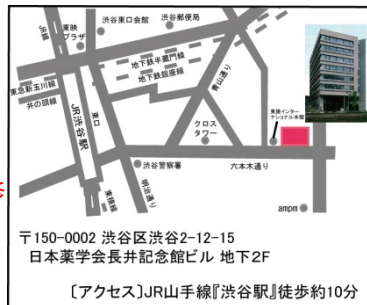 JR線
東映
プラザ
渋谷東口会館
渋谷郵便局
地下鉄半蔵門線
地下鉄銀座線
東急新玉川線
井の頭線
JR渋谷駅
東口
青山通り
東建インター
ナショナル本館
クロス
タワー
渋谷警察署
六本木通り
東横線
明治通り
ampm
〒150-0002 渋谷区渋谷2-12-15
日本薬学会長井記念館ビル 地下2F
〔アクセス〕JR山手線『渋谷駅』徒歩約10分